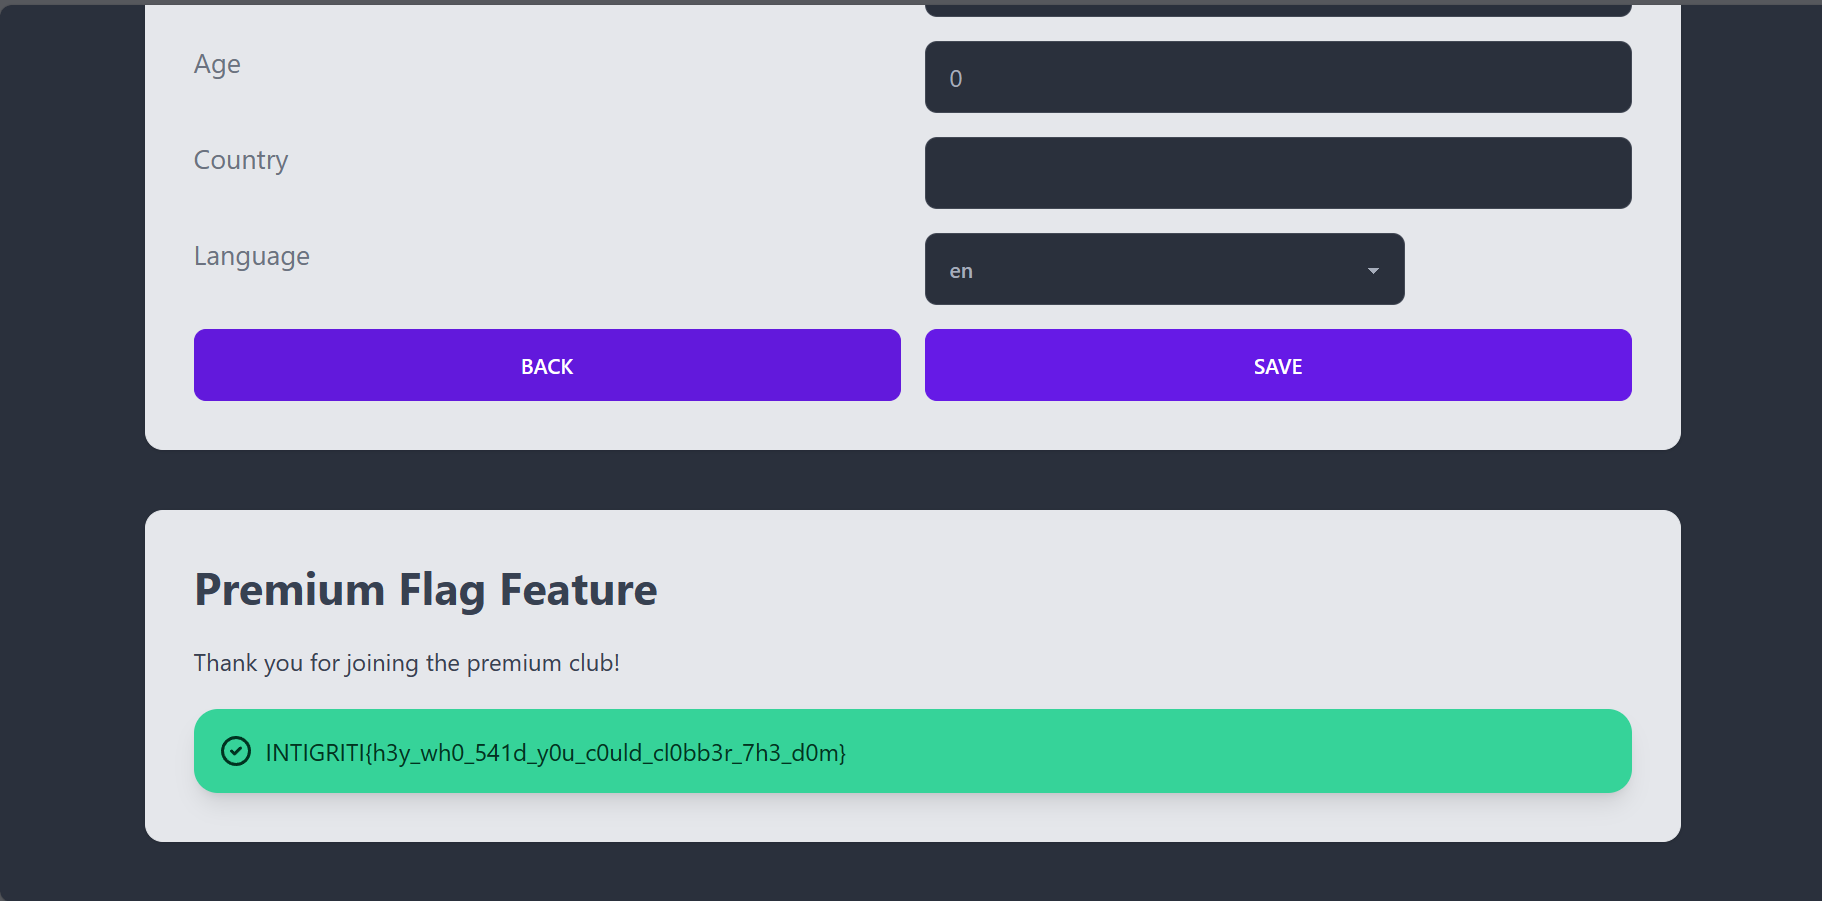 Age
0
Country
Language
en
BACK
SAVE
Premium Flag Feature
Thank you for joining the premium club!
INTIGRITI{h3y_wh0_541d_y0u_c0uld_cl0bb3r_7h3_d0m}